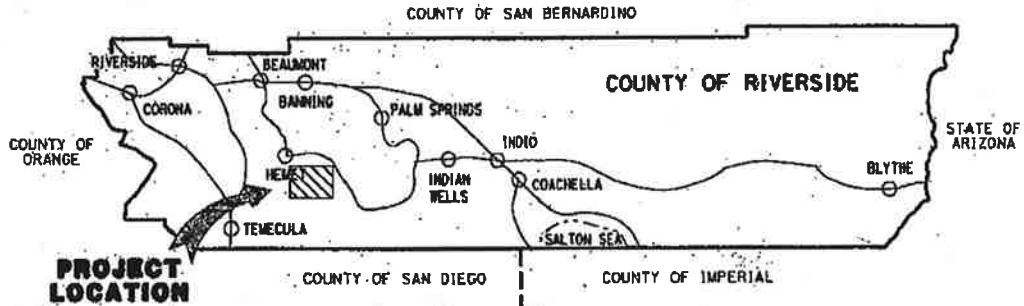 COUNTY OF SAN BERNARDINO
RIVERSIDE
BEAUMONT
COUNTY OF RIVERSIDE
CORONA
BANNING
PALM SPRINGS
COUNTY OF
ORANGE
STATE OF
ARIZONA
HEMET
INDIO
INDIAN
WELLS
COACHELLA
BLYTHE
TEMECULA
SALTON SEA
PROJECT
LOCATION
COUNTY OF SAN DIEGO
COUNTY OF IMPERIAL